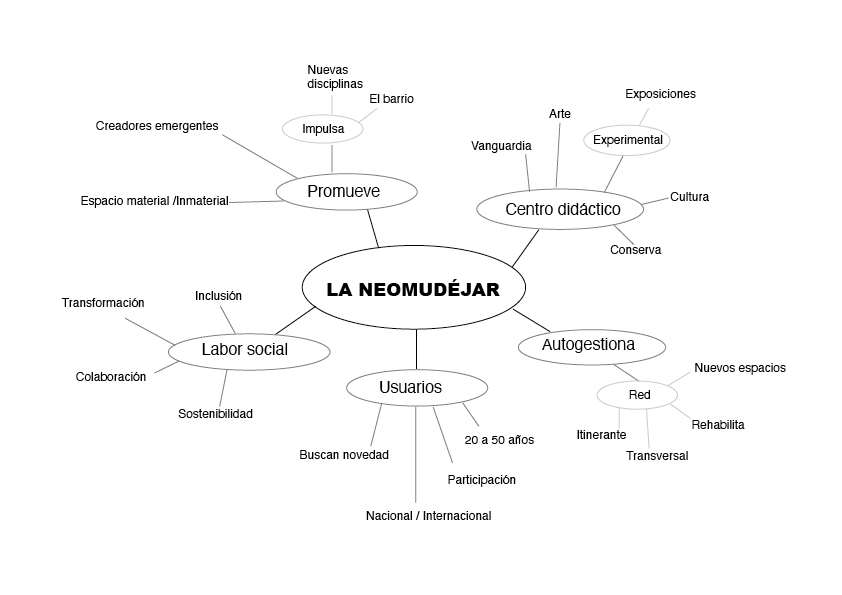 Nuevas
disciplinas
El barrio
Impulsa
Creadores emergentes
Espacio material /Inmaterial
Promueve
Exposiciones
Arte
Experimental
Vanguardia
Cultura
Centro didáctico
Conserva
LA NEOMUDÉJAR
Inclusión
Transformación
Labor social
Colaboración
Sostenibilidad
Usuarios
Buscan novedad
20 a 50 años
Participación
Nacional / Internacional
Autogestiona
Nuevos espacios
Red
Rehabilita
Itinerante
Transversal